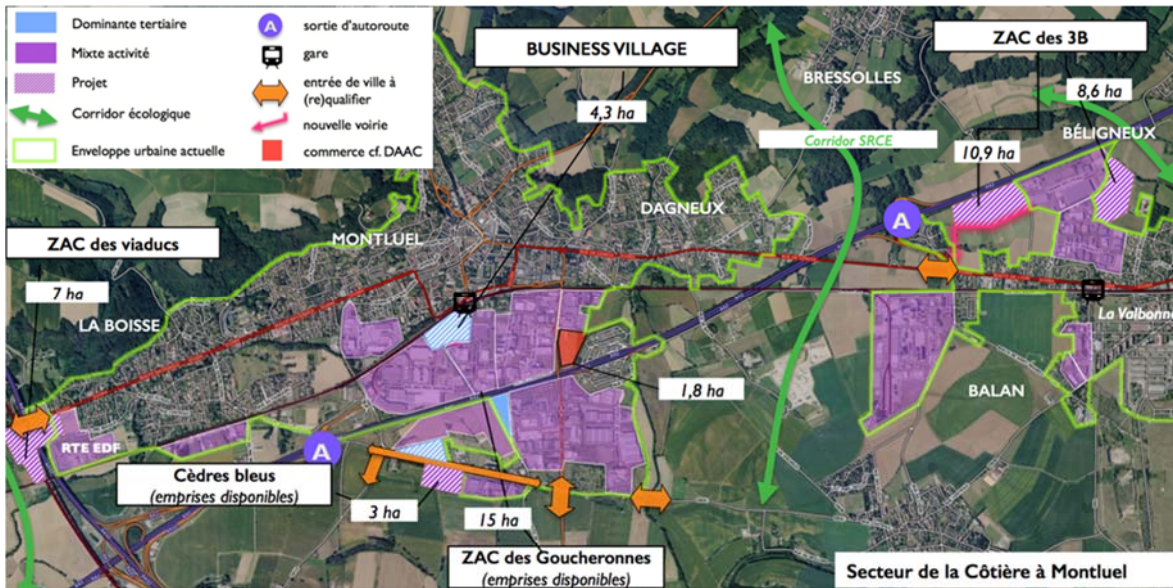 Dominante tertiaire
Mixte activité
Projet
Corridor écologique
Enveloppe urbaine actuelle
A
sortie d'autoroute
gare
entrée de ville à
(re)qualifier
nouvelle voirie
commerce cf. DAAC
BUSINESS VILLAGE
4,3 ha
ZAC des 3B
BRESSOLLES
8,6 ha
Corridor SRCE
10,9 ha
BÉLIGNEUX
DAGNEUX
A
MONTLUEL
ZAC des viaducs
7 ha
LA BOISSE
La Valbonne
1,8 ha
BALAN
RTE EDF
A
Cèdres bleus
(emprises disponibles)
3 ha
15 ha
ZAC des Goucheronnes
(emprises disponibles)
Secteur de la Côtière à Montluel